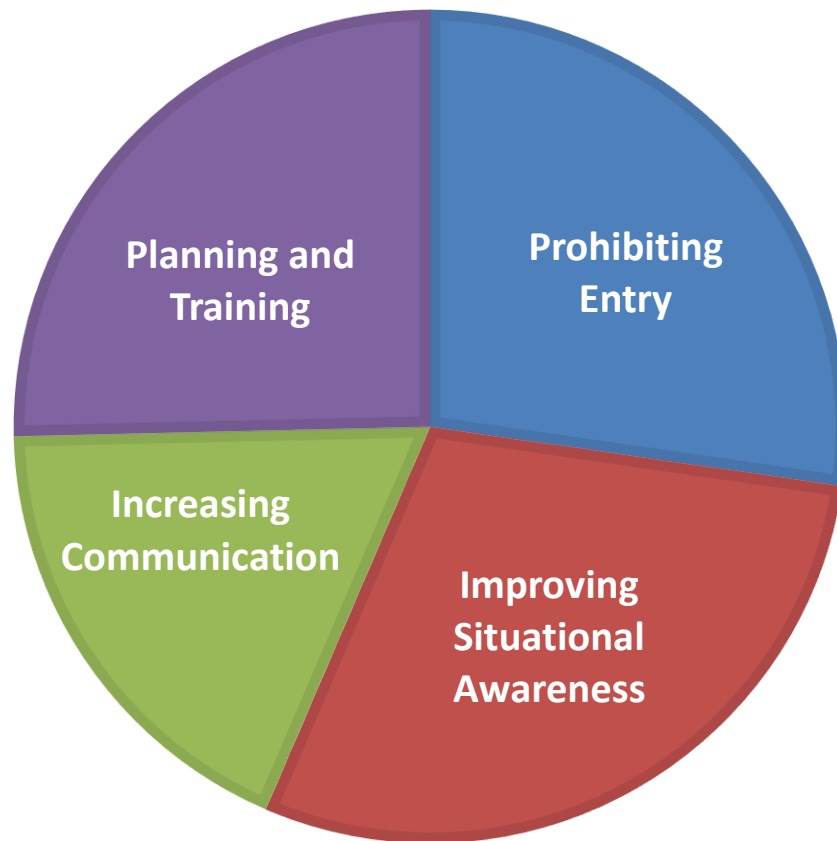 Planning and
Training
Prohibiting
Entry
Increasing
Communication
Improving
Situational
Awareness